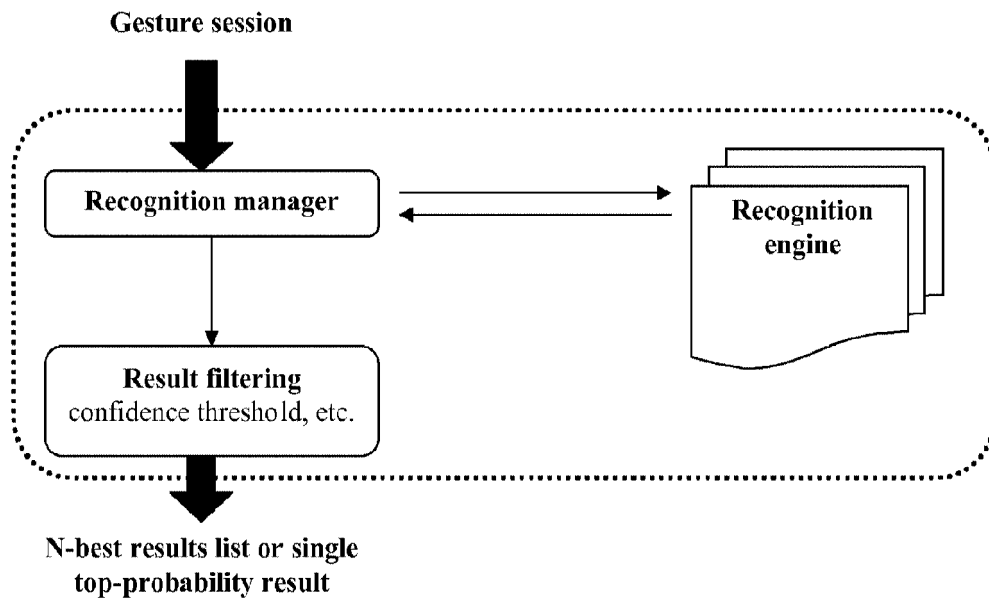 Gesture session
Recognition manager
Recognition
engine
Result filtering
confidence threshold, etc.
N-best results list or single
top-probability result